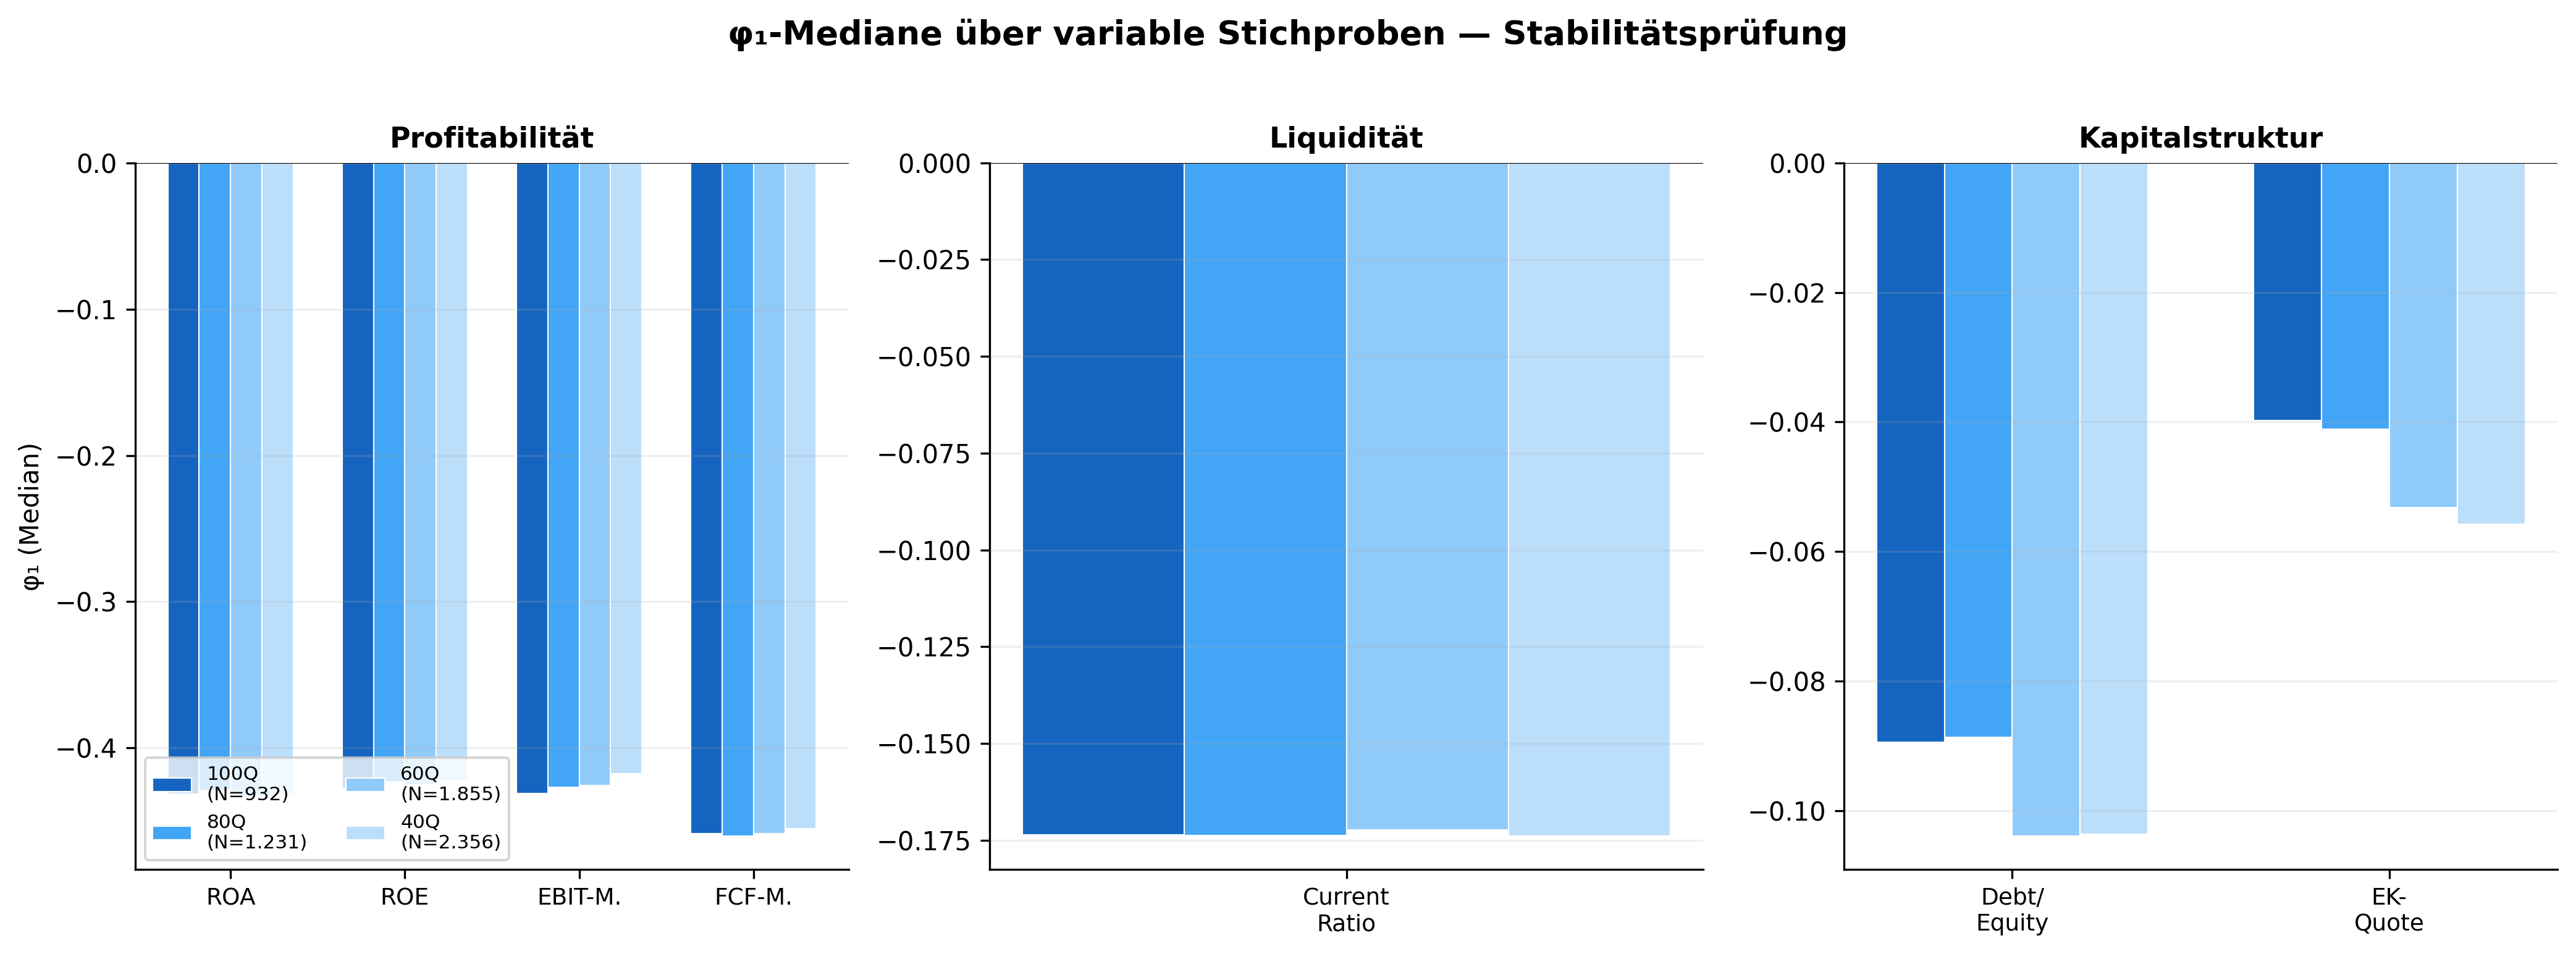 φ₁-Mediane über variable Stichproben — Stabilitätsprüfung
Profitabilität
φ₁ (Median)
0.0
−0.1
−0.2
−0.3
−0.4
100Q
(N=932)
80Q
(N=1.231)
60Q
(N=1.855)
40Q
(N=2.356)
ROA
ROE
EBIT-M.
FCF-M.
Liquidität
0.000
−0.025
−0.050
−0.075
−0.100
−0.125
−0.150
−0.175
Current
Ratio
Kapitalstruktur
0.00
−0.02
−0.04
−0.06
−0.08
−0.10
Debt/
Equity
EK-
Quote